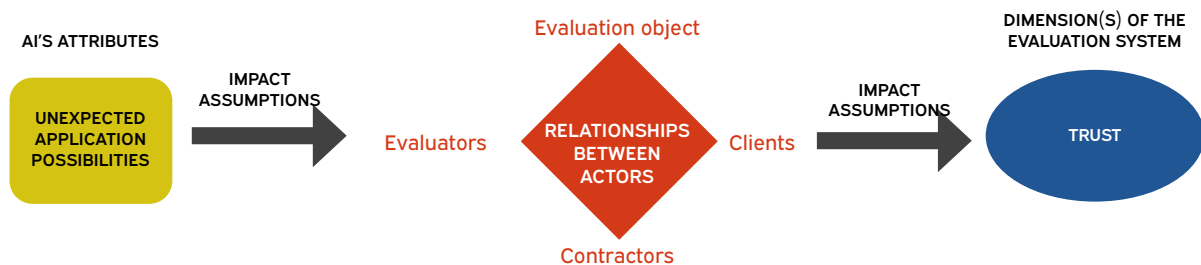 AI'S ATTRIBUTES
UNEXPECTED
APPLICATION
POSSIBILITIES
IMPACT
ASSUMPTIONS
Evaluation object
Evaluators
RELATIONSHIPS
BETWEEN
ACTORS
Clients
Contractors
IMPACT
ASSUMPTIONS
DIMENSION(S) OF THE
EVALUATION SYSTEM
TRUST